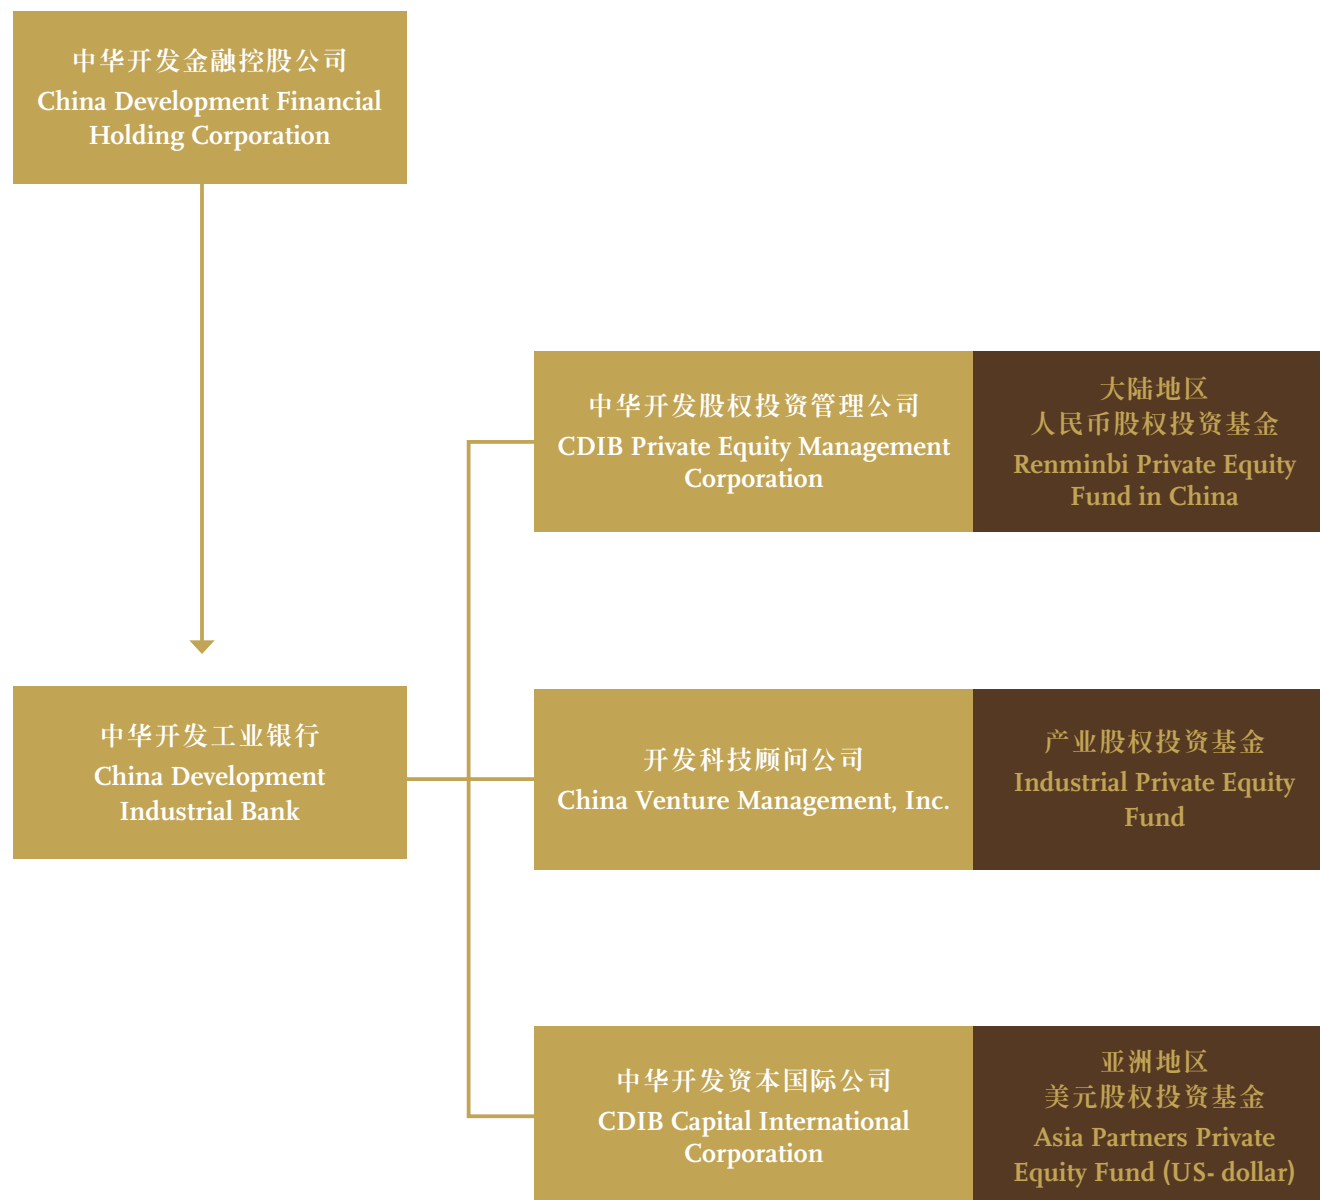 中华开发金融控股公司
China Development Financial
Holding Corporation
中华开发股权投资管理公司
CDIB Private Equity Management
Corporation
大陆地区
人民币股权投资基金
Renminbi Private Equity
Fund in China
中华开发工业银行
China Development
Industrial Bank
开发科技顾问公司
China Venture Management, Inc.
产业股权投资基金
Industrial Private Equity
Fund
中华开发资本国际公司
CDIB Capital International
Corporation
亚洲地区
美元股权投资基金
Asia Partners Private
Equity Fund (US- dollar)